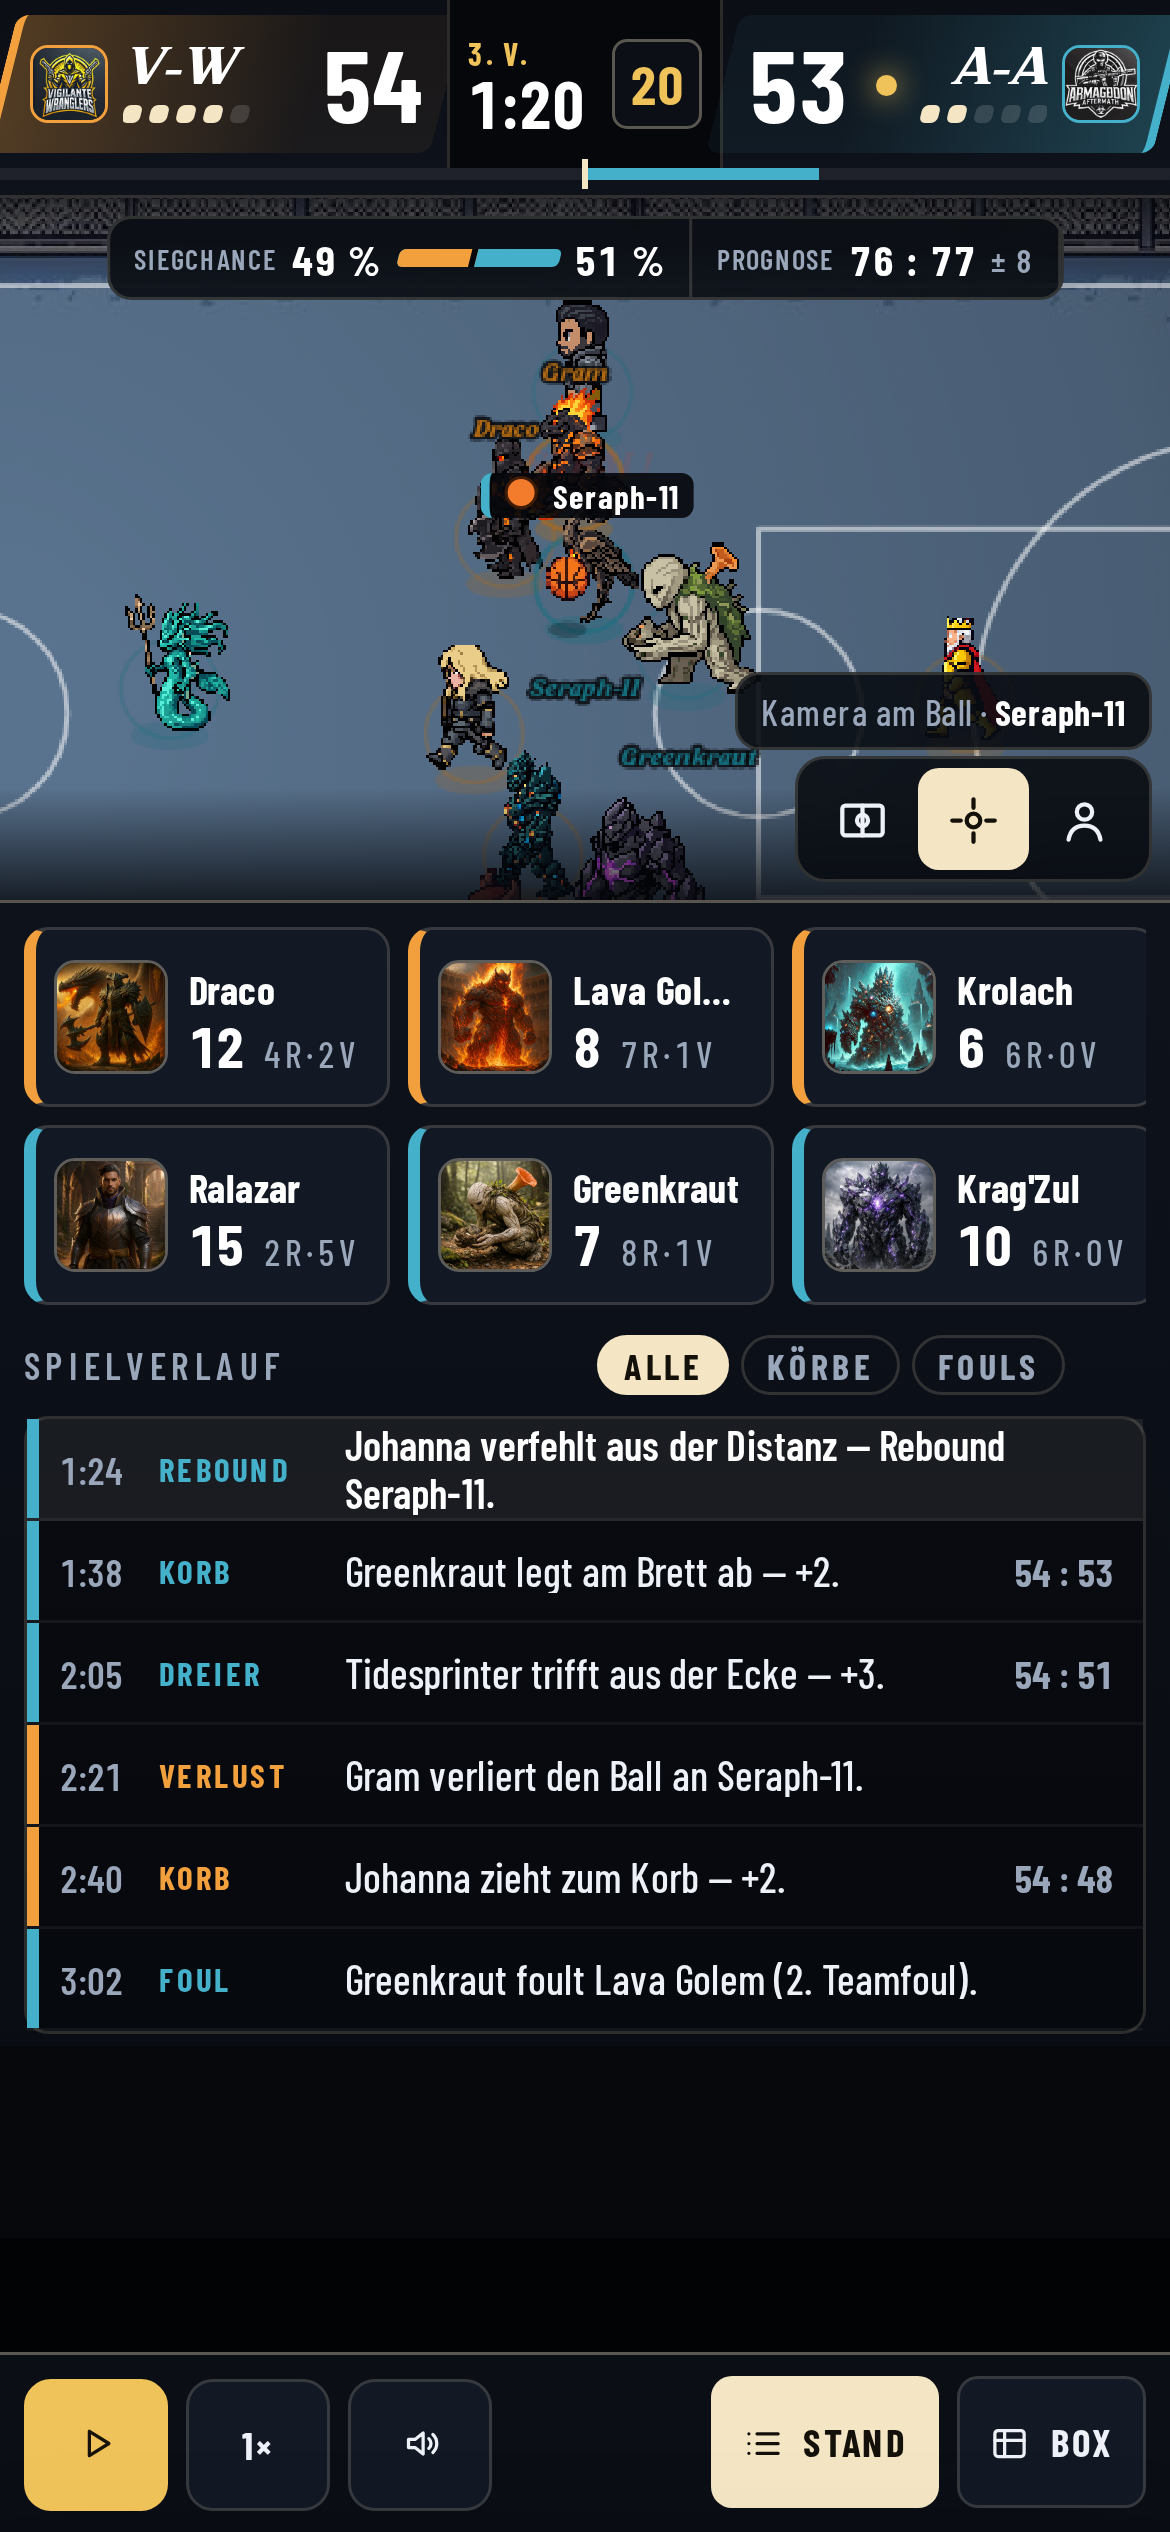 VIGILANTE
WRANGLERS
V-W
54
3. V.
1:20
20
53
A-A
ARMAGEDDON
AFTERMATH
SIEGCHANCE 49 % 51 %
PROGNOSE 76 : 77 ± 8
Gram
Draco
Seraph-11
Seraph-11
Greenkraut
Kamera am Ball · Seraph-11
Draco
12 4R·2V
Lava Gol...
8 7R·1V
Krolach
6 6R·0V
Ralazar
15 2R·5V
Greenkraut
7 8R·1V
Krag'Zul
10 6R·0V
SPIELVERLAUF
ALLE
KÖRBE
FOULS
1:24 REBOUND Johanna verfehlt aus der Distanz – Rebound
Seraph-11.
1:38 KORB Greenkraut legt am Brett ab – +2. 54 : 53
2:05 DREIER Tidesprinter trifft aus der Ecke – +3. 54 : 51
2:21 VERLUST Gram verliert den Ball an Seraph-11.
2:40 KORB Johanna zieht zum Korb – +2. 54 : 48
3:02 FOUL Greenkraut foult Lava Golem (2. Teamfoul).
1×
STAND
BOX